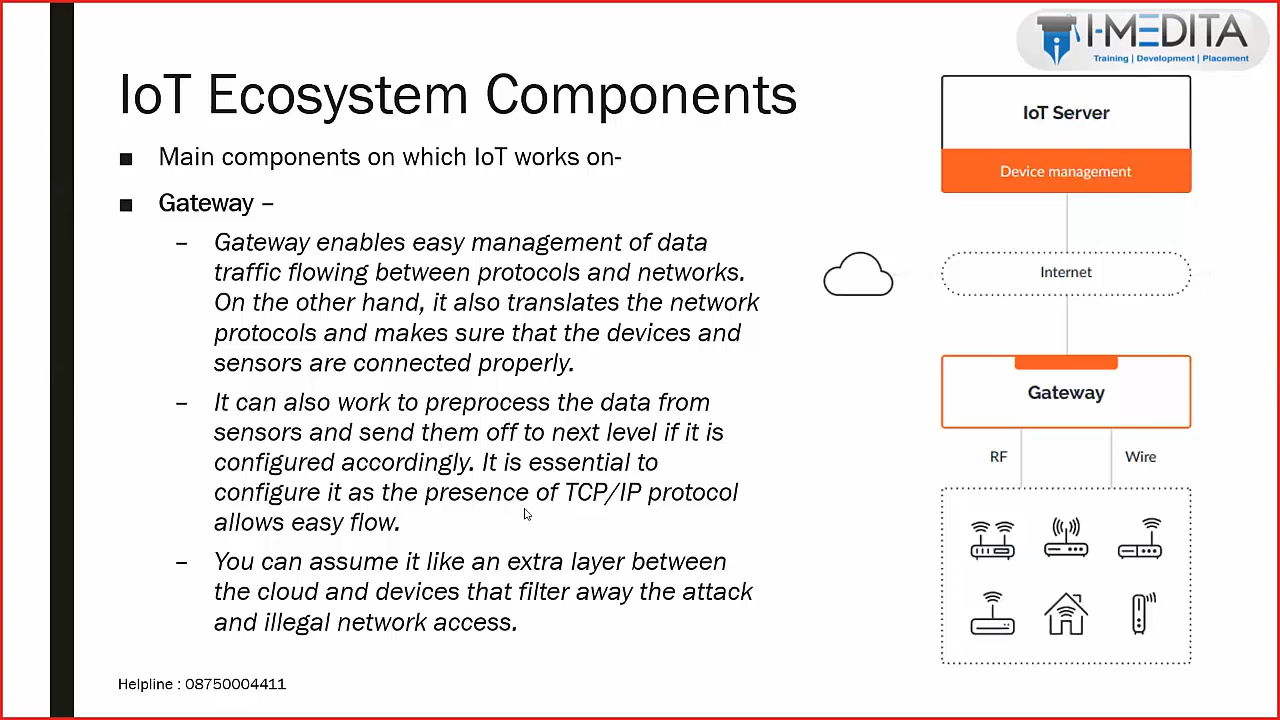 I-MEDITA
Training | Development | Placement
IoT Ecosystem Components
■ Main components on which IoT works on-
■ Gateway –
– Gateway enables easy management of data
traffic flowing between protocols and networks.
On the other hand, it also translates the network
protocols and makes sure that the devices and
sensors are connected properly.
– It can also work to preprocess the data from
sensors and send them off to next level if it is
configured accordingly. It is essential to
configure it as the presence of TCP/IP protocol
allows easy flow.
– You can assume it like an extra layer between
the cloud and devices that filter away the attack
and illegal network access.
Helpline : 08750004411
IoT Server
Device management
Internet
Gateway
RF
Wire